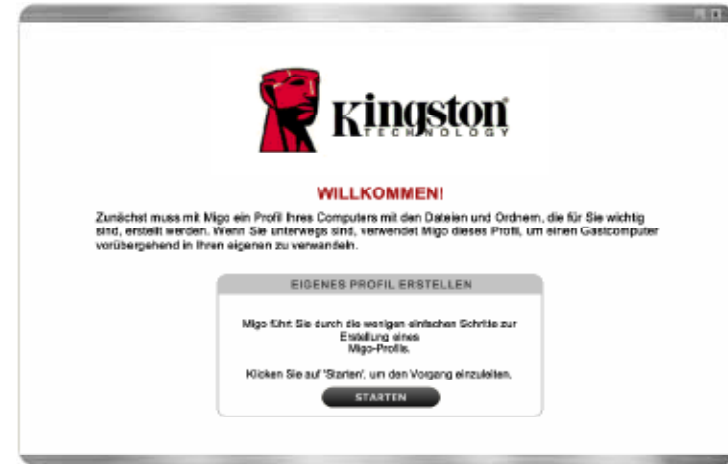 Kingston
TECHNOLOGY
WILLKOMMEN!
Zunächst muss mit Migo ein Profil Ihres Computers mit den Dateien und Ordnern, die für Sie wichtig
sind, erstellt werden. Wenn Sie unterwegs sind, verwendet Migo dieses Profil, um einen Gastcomputer
vorübergehend in Ihren eigenen zu verwandeln.
EIGENES PROFIL ERSTELLEN
Migo führt Sie durch die wenigen einfachen Schritte zur
Erstellung eines
Migo-Profils.
Klicken Sie auf 'Starten', um den Vorgang einzuleiten.
STARTEN